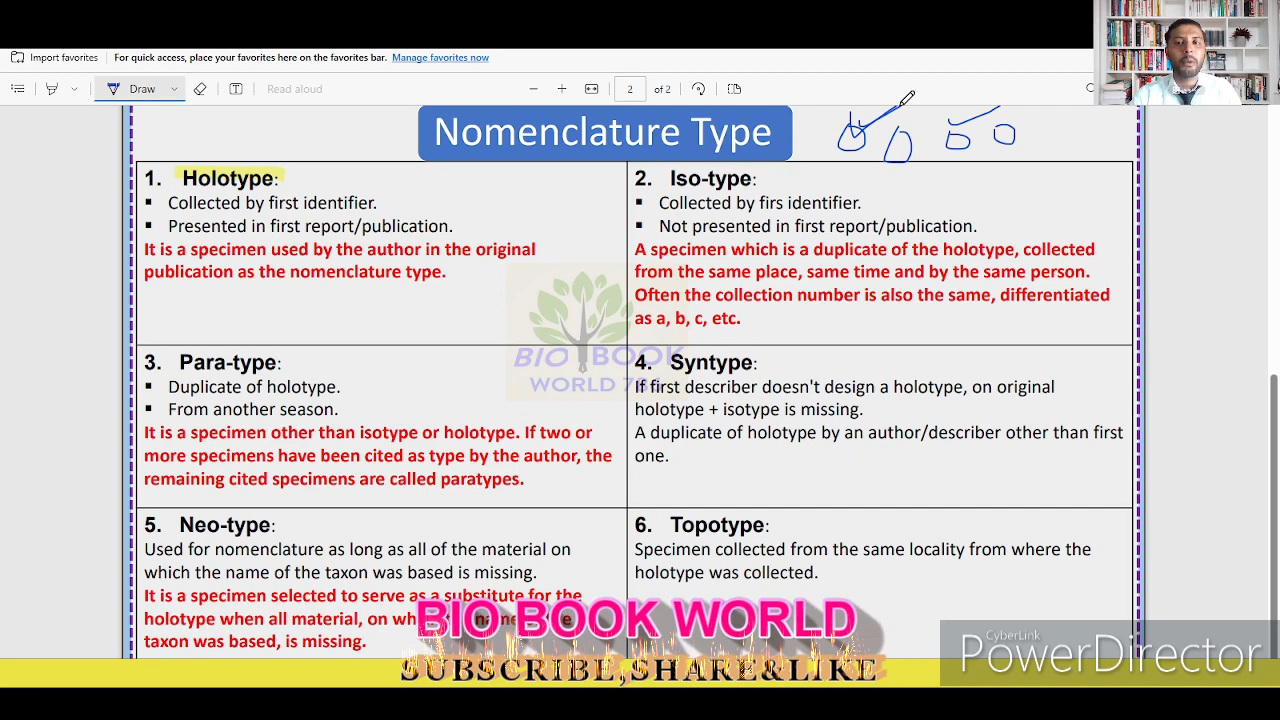 Import favorites
For quick access, place your favorites here on the favorites bar. Manage favorites now
Draw
Read aloud
2 of 2
Nomenclature Type
1. Holotype:
▪ Collected by first identifier.
▪ Presented in first report/publication.
It is a specimen used by the author in the original
publication as the nomenclature type.
2. Iso-type:
▪ Collected by firs identifier.
▪ Not presented in first report/publication.
A specimen which is a duplicate of the holotype, collected
from the same place, same time and by the same person.
Often the collection number is also the same, differentiated
as a, b, c, etc.
3. Para-type:
▪ Duplicate of holotype.
▪ From another season.
It is a specimen other than isotype or holotype. If two or
more specimens have been cited as type by the author, the
remaining cited specimens are called paratypes.
4. Syntype:
If first describer doesn't design a holotype, on original
holotype + isotype is missing.
A duplicate of holotype by an author/describer other than first
one.
BIO BOOK
WORLD
5. Neo-type:
Used for nomenclature as long as all of the material on
which the name of the taxon was based is missing.
It is a specimen selected to serve as a substitute for the
holotype when all material, on
taxon was based, is missing.
6. Topotype:
Specimen collected from the same locality from where the
holotype was collected.
BIO BOOK WORLD
SUBSCRIBE,SHARE&LIKE
CyberLink
PowerDirector